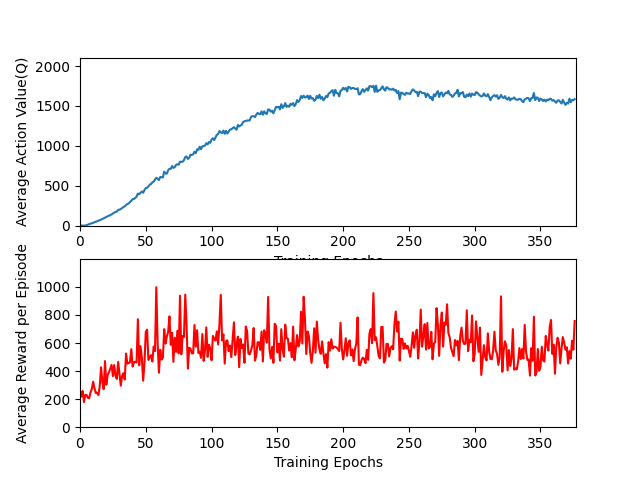 Average Action Value(Q)
2000
1500
1000
500
0
0 50 100 150 200 250 300 350
Training Epochs
Average Reward per Episode
1000
800
600
400
200
0
0 50 100 150 200 250 300 350
Training Epochs